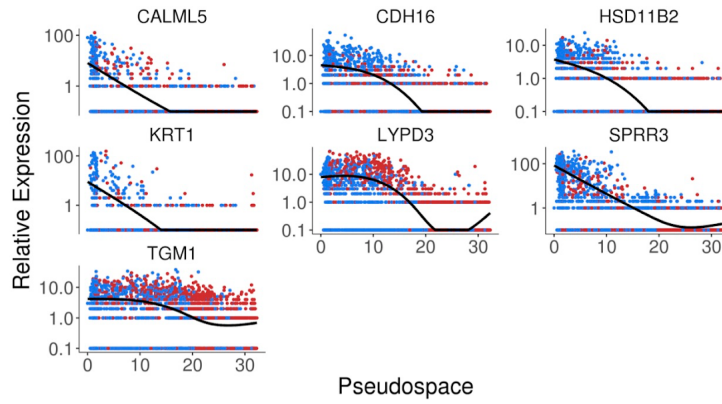 CALML5 CDH16 HSD11B2
100 10.0 10.0
1 1.0 1.0
0.1 0.1
KRT1 LYPD3 SPRR3
100 10.0 100
1 1.0 1
0.1
0 10 20 30 0 10 20 30
TGM1
10.0
1.0
0.1
0 10 20 30
Relative Expression
Pseudospace